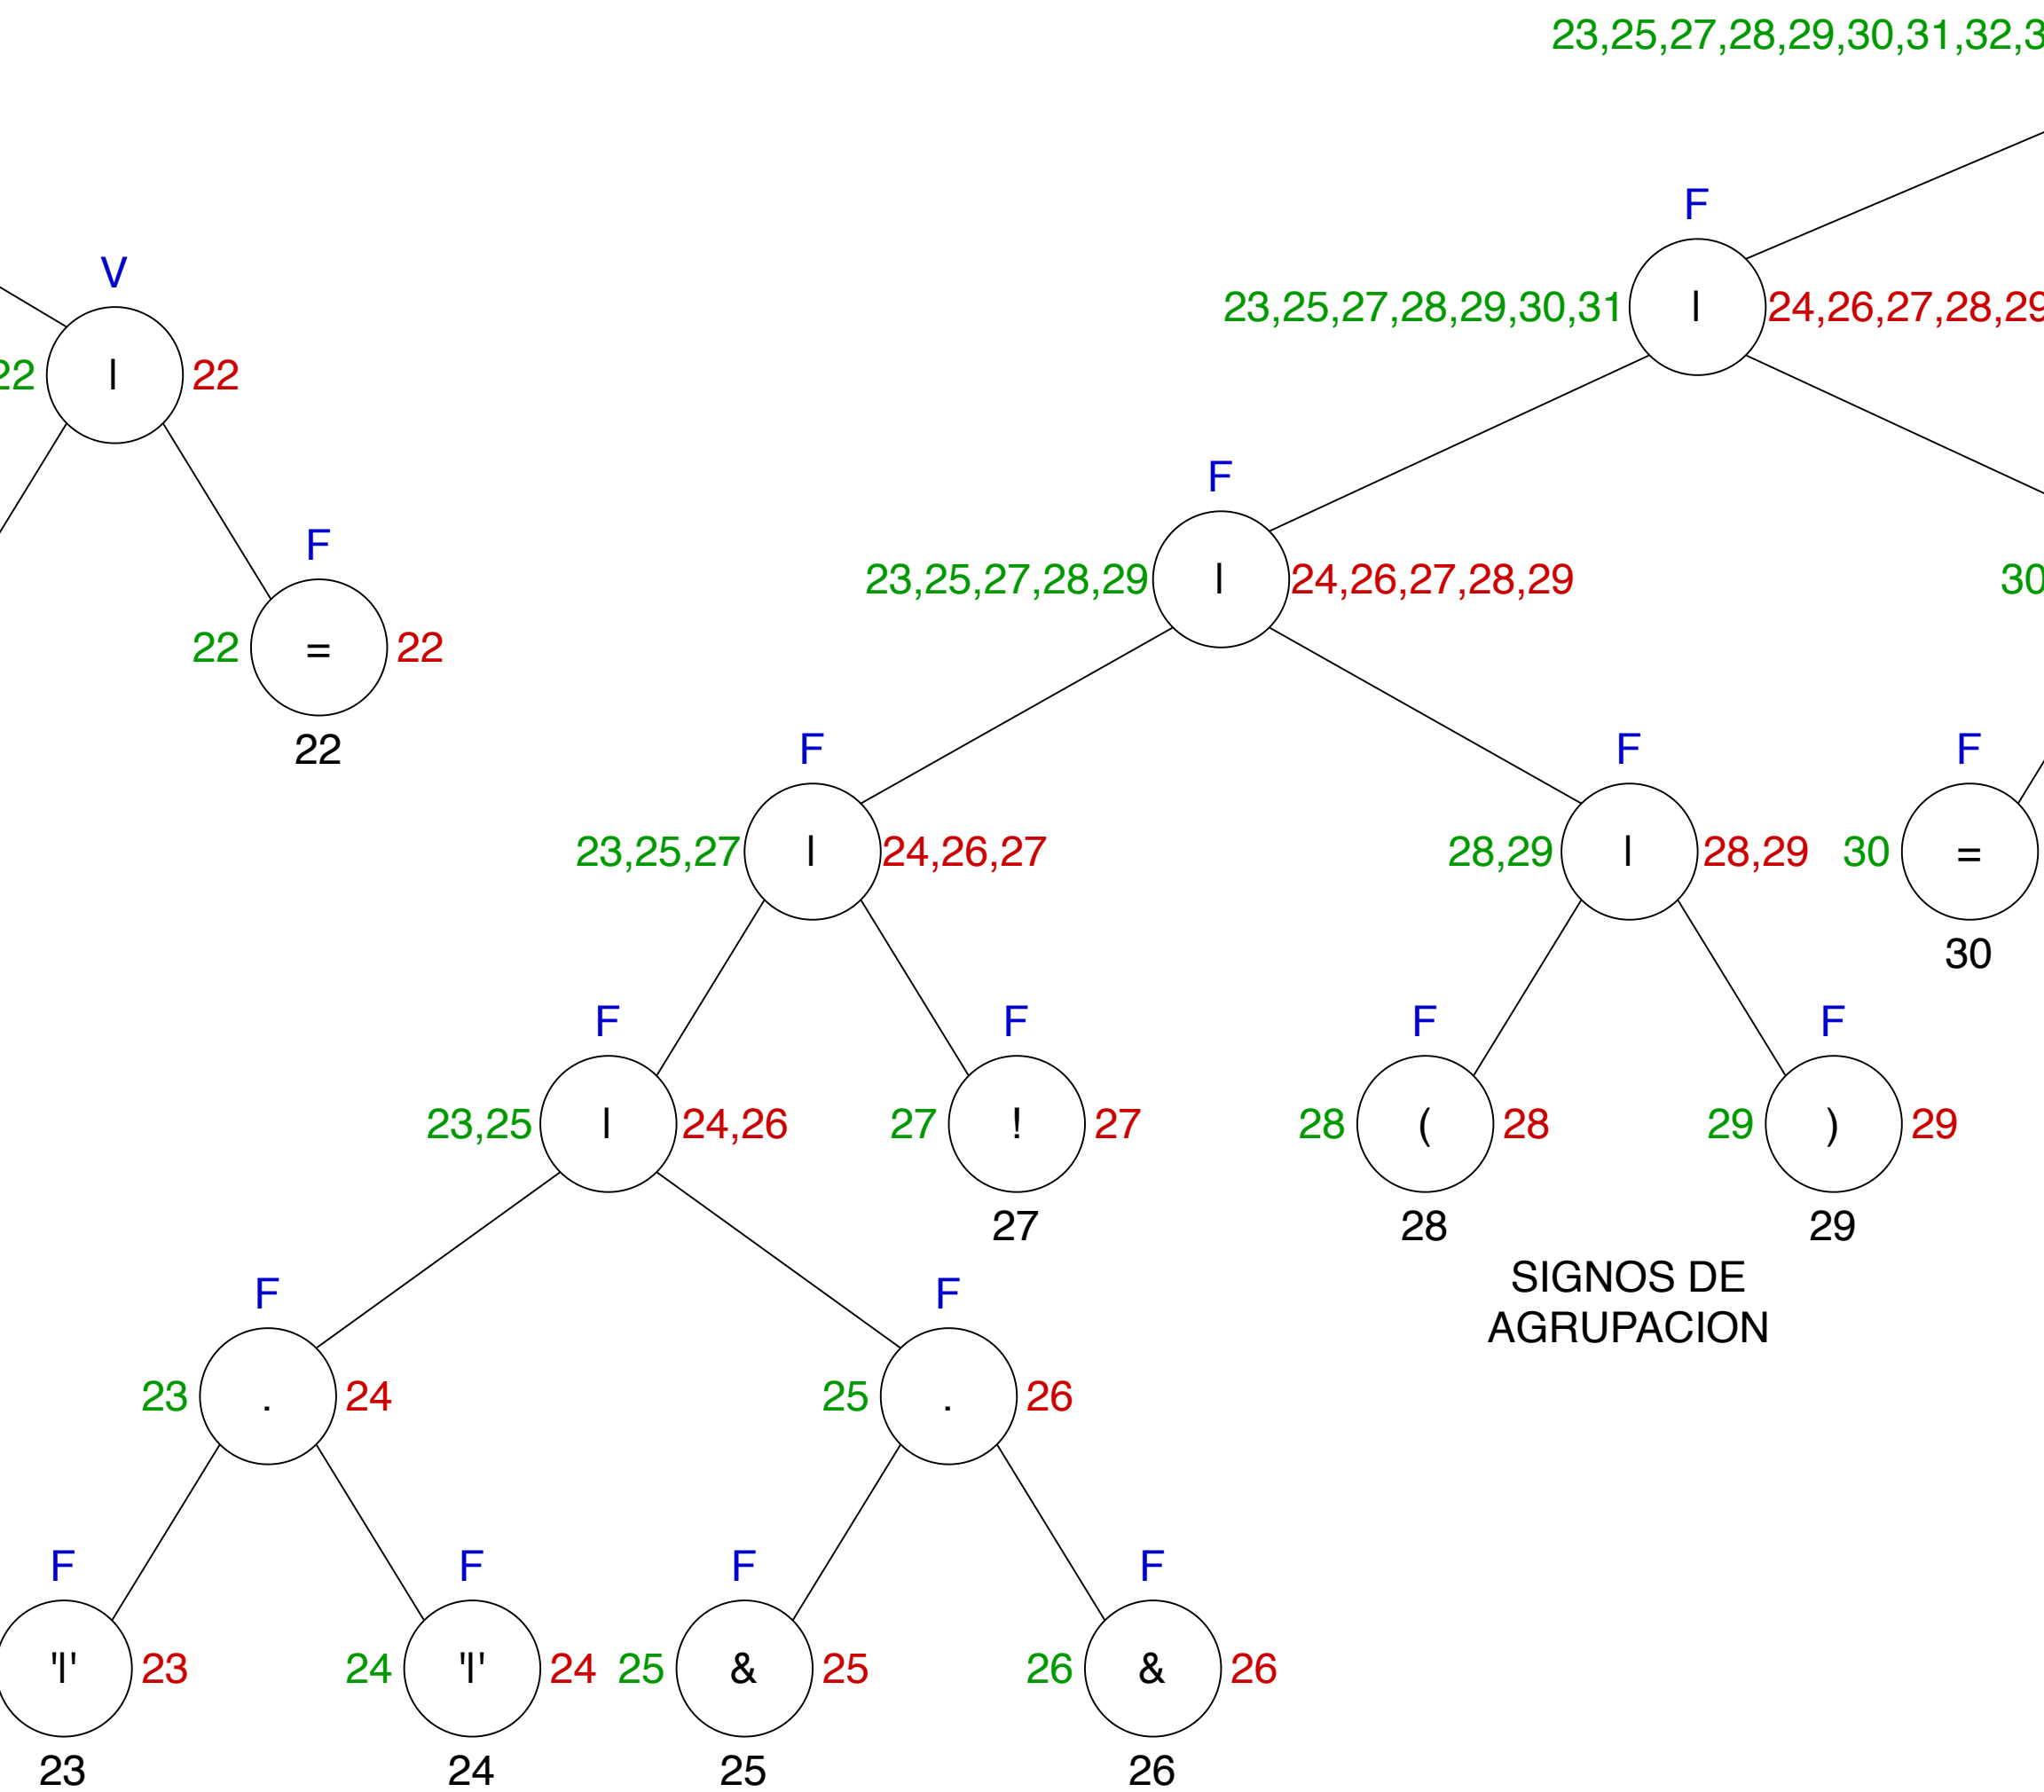 23,25,27,28,29,30,31,32,3
F
23,25,27,28,29,30,31 | 24,26,27,28,29
V
22 | 22
F
23,25,27,28,29 | 24,26,27,28,29
30
F
22 = 22
22
F
F
F
23,25,27 | 24,26,27
28,29 | 28,29
30 =
30
F
F
F
F
23,25 | 24,26
27 ! 27
28 ( 28
29 ) 29
27
28
29
SIGNOS DE
AGRUPACION
F
F
23 . 24
25 . 26
F
F
F
F
'|' 23
24 '|' 24
25 & 25
26 & 26
23
24
25
26